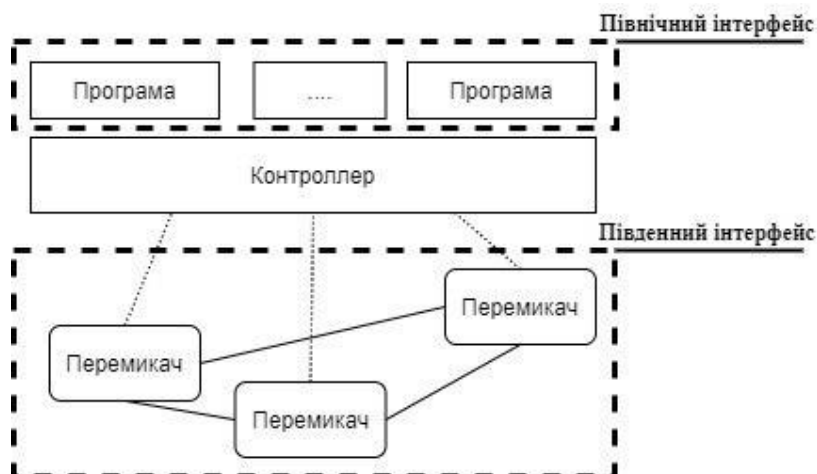 Північний інтерфейс
Програма
....
Програма
Контроллер
Південний інтерфейс
Перемикач
Перемикач
Перемикач